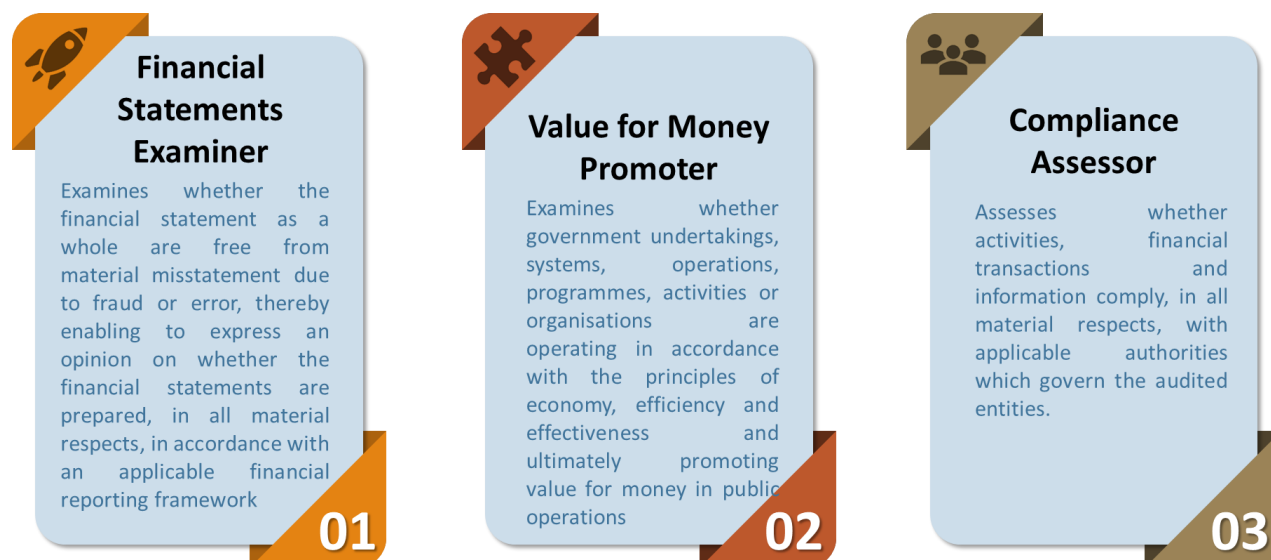 Financial
Statements
Examiner
Examines whether the
financial statement as a
whole are free from
material misstatement due
to fraud or error, thereby
enabling to express an
opinion on whether the
financial statements are
prepared, in all material
respects, in accordance with
an applicable financial
reporting framework
01
Value for Money
Promoter
Examines whether
government undertakings,
systems, operations,
programmes, activities or
organisations are
operating in accordance
with the principles of
economy, efficiency and
effectiveness and
ultimately promoting
value for money in public
operations
02
Compliance
Assessor
Assesses whether
activities, financial
transactions and
information comply, in all
material respects, with
applicable authorities
which govern the audited
entities.
03